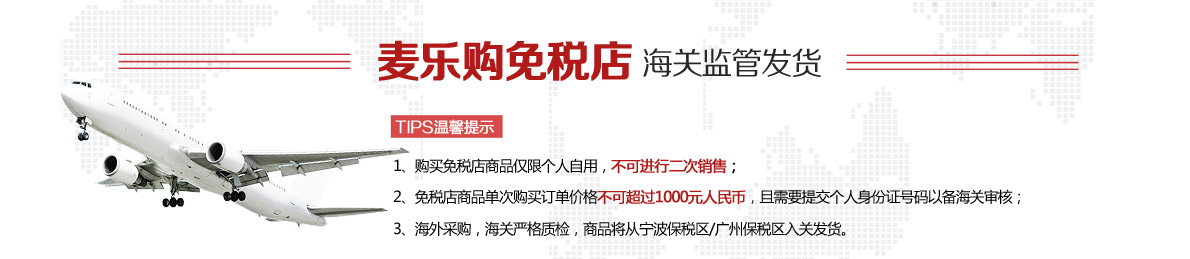 麦乐购免税店 海关监管发货
TIPS温馨提示
1、购买免税店商品仅限个人自用，不可进行二次销售；
2、免税店商品单次购买订单价格不可超过1000元人民币，且需要提交个人身份证号码以备海关审核；
3、海外采购，海关严格质检，商品将从宁波保税区/广州保税区入关发货。